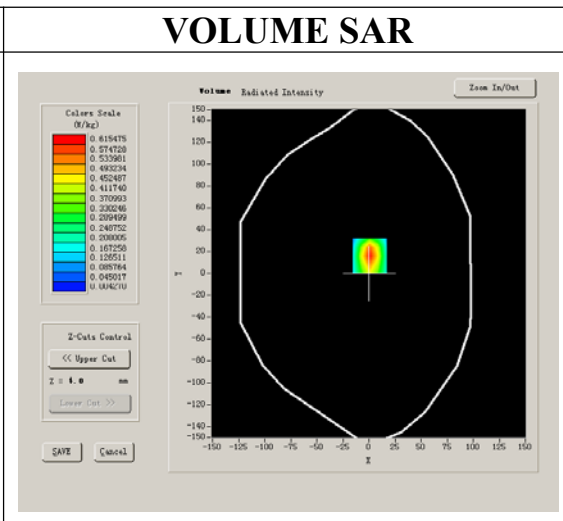 VOLUME SAR
Volume Radiated Intensity
Zoom In/Out
Colors Scale
(W/kg)
0.615475
0.574728
0.533981
0.493234
0.452487
0.411740
0.370993
0.330246
0.289499
0.248752
0.208005
0.167258
0.126511
0.085764
0.045017
0.004270
Z-Cuts Control
<< Upper Cut
Z = 4.0 mm
Lower Cut >>
SAVE Cancel
150
140
120
100
80
60
40
20
0
-20
-40
-60
-80
-100
-120
-140
-150
Y
-150 -125 -100 -75 -50 -25 0 25 50 75 100 125 150
X